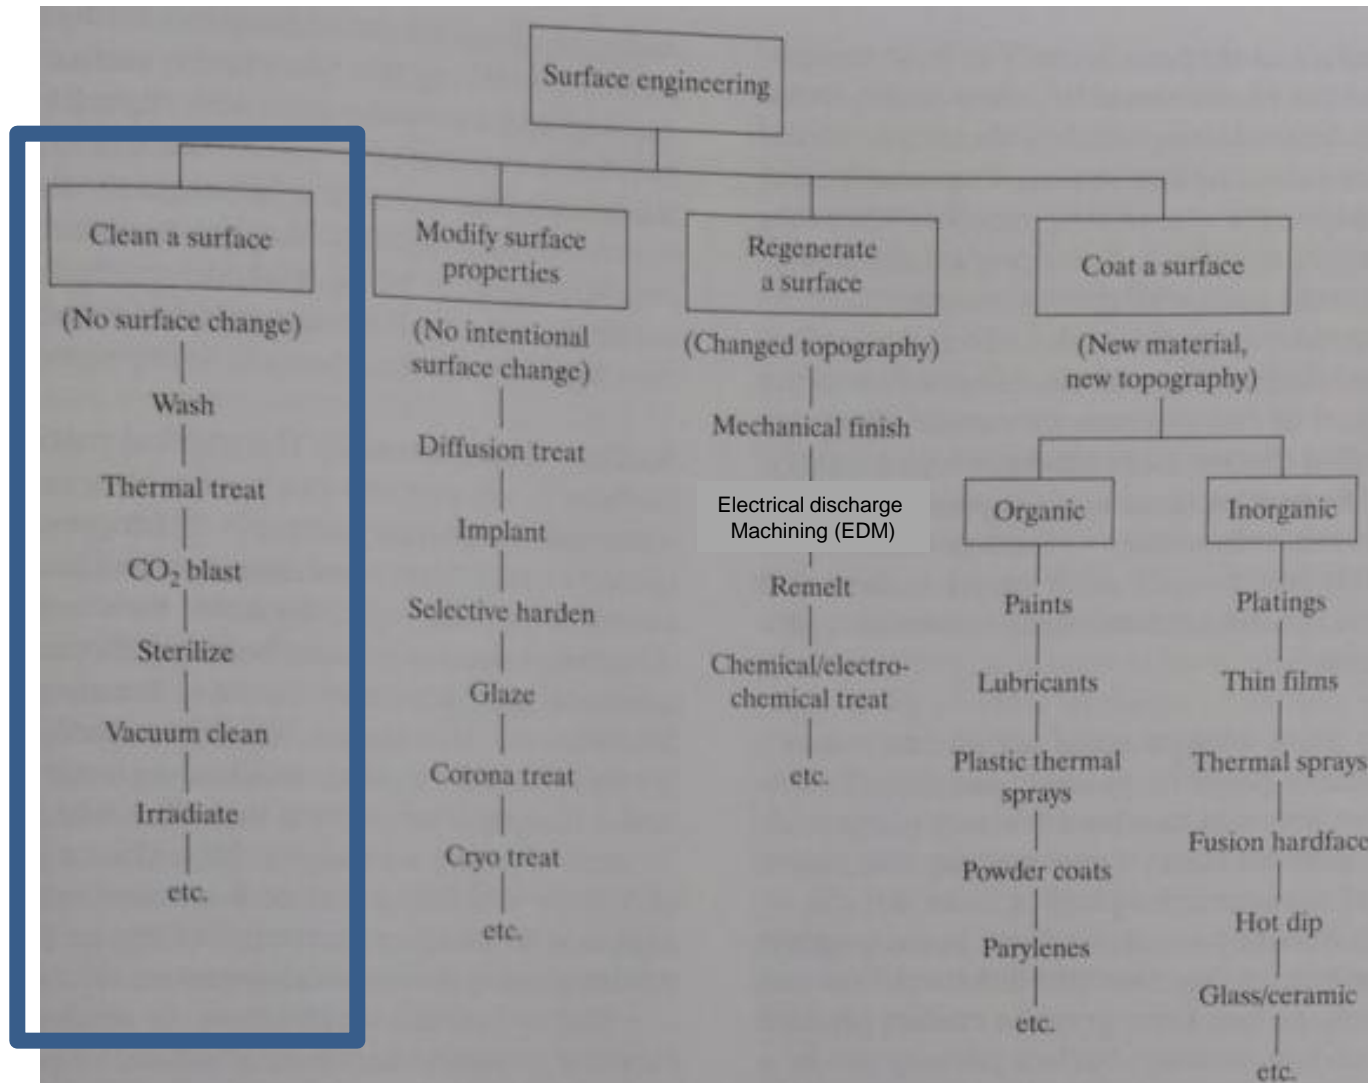 Surface engineering
Clean a surface
(No surface change)
Wash
Thermal treat
CO₂ blast
Sterilize
Vacuum clean
Irradiate
etc.
Modify surface
properties
(No intentional
surface change)
Diffusion treat
Implant
Selective harden
Glaze
Corona treat
Cryo treat
etc.
Regenerate
a surface
(Changed topography)
Mechanical finish
Electrical discharge
Machining (EDM)
Remelt
Chemical/electro-
chemical treat
etc.
Coat a surface
(New material,
new topography)
Organic
Paints
Lubricants
Plastic thermal
sprays
Powder coats
Parylenes
etc.
Inorganic
Platings
Thin films
Thermal sprays
Fusion hardface
Hot dip
Glass/ceramic
etc.